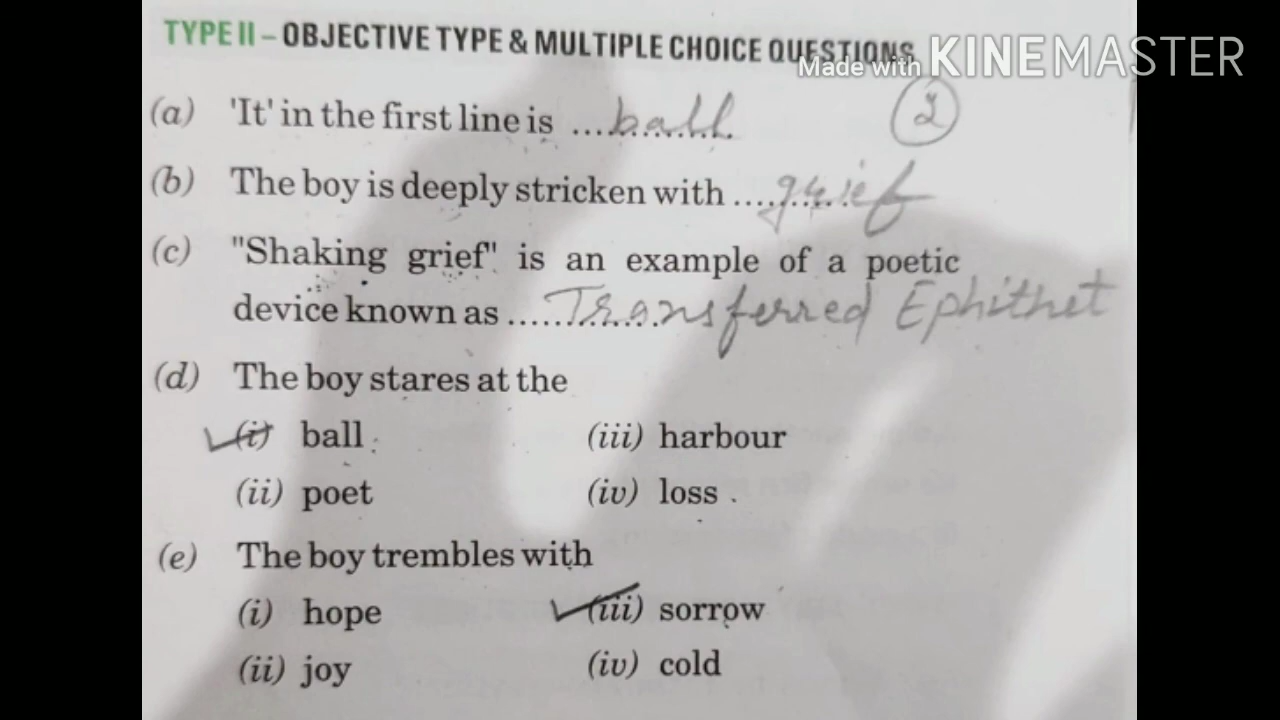 TYPE II – OBJECTIVE TYPE & MULTIPLE CHOICE QUESTIONS
Made with KINEMASTER
(a) 'It' in the first line is ....ball.... (2)
(b) The boy is deeply stricken with ....grief
(c) "Shaking grief" is an example of a poetic
device known as ....Transferred Ephithet
(d) The boy stares at the
(i) ball (iii) harbour
(ii) poet (iv) loss
(e) The boy trembles with
(i) hope (iii) sorrow
(ii) joy (iv) cold